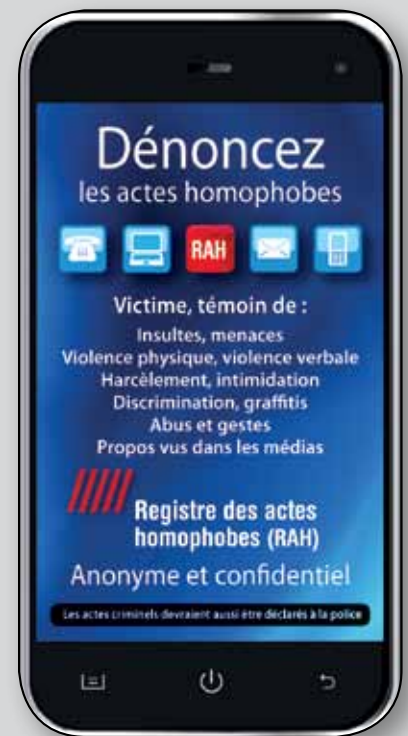 Dénoncez
les actes homophobes
RAH
Victime, témoin de :
Insultes, menaces
Violence physique, violence verbale
Harcèlement, intimidation
Discrimination, graffitis
Abus et gestes
Propos vus dans les médias
Registre des actes
homophobes (RAH)
Anonyme et confidentiel
Les actes criminels devraient aussi être déclarés à la police